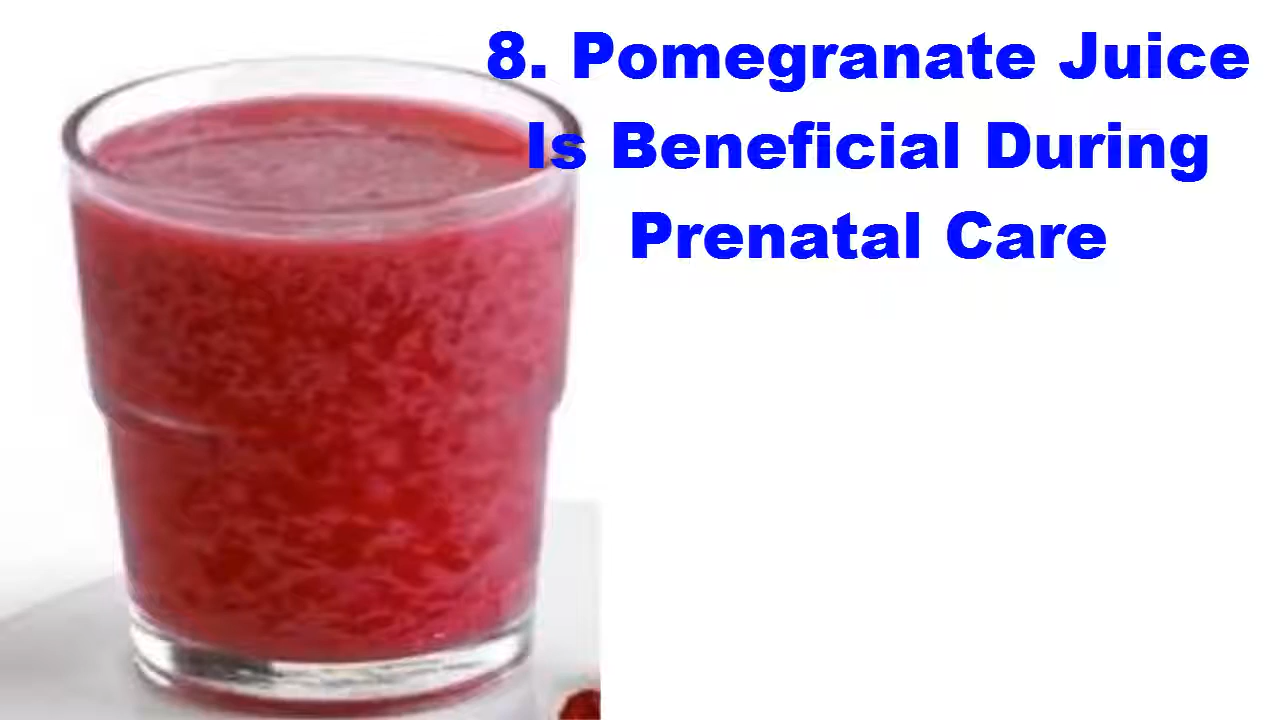 8. Pomegranate Juice
Is Beneficial During
Prenatal Care